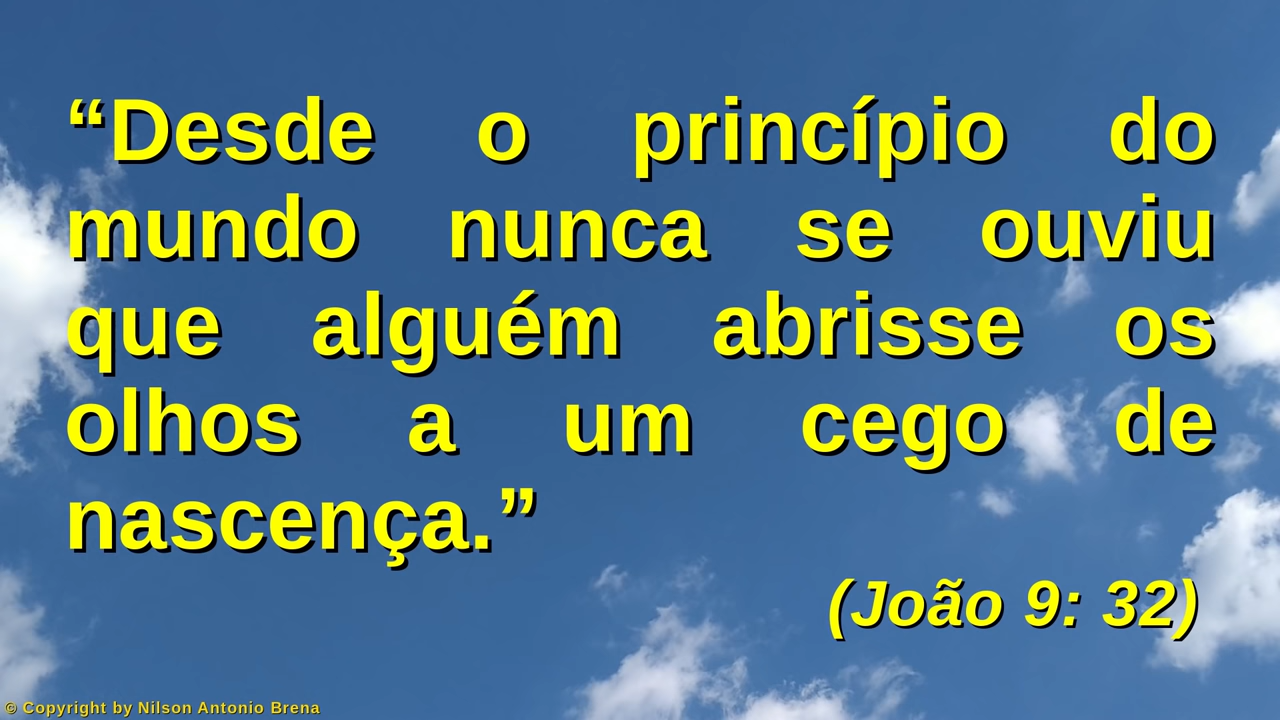 “Desde o princípio do
mundo nunca se ouviu
que alguém abrisse os
olhos a um cego de
nascença.”
(João 9: 32)
© Copyright by Nilson Antonio Brena